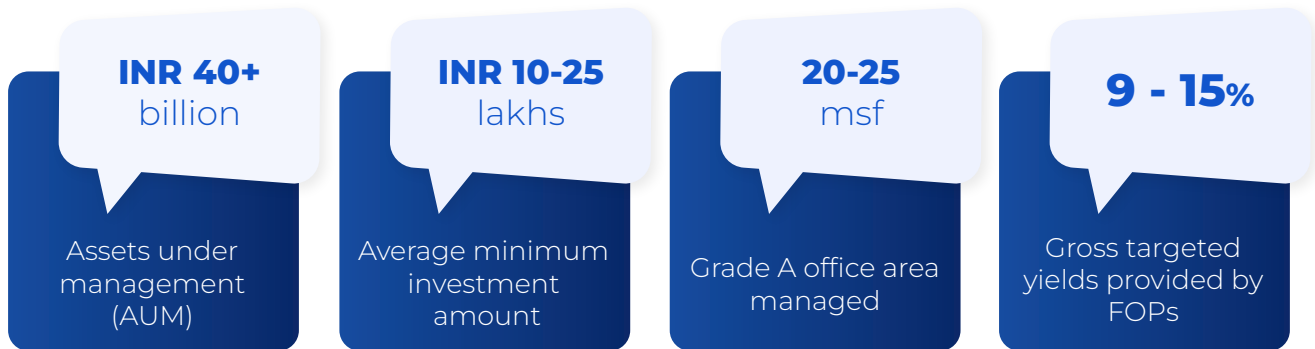 INR 40+
billion
Assets under
management
(AUM)
INR 10-25
lakhs
Average minimum
investment
amount
20-25
msf
Grade A office area
managed
9 - 15%
Gross targeted
yields provided by
FOPs